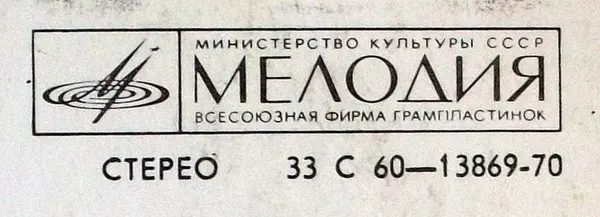 МИНИСТЕРСТВО КУЛЬТУРЫ СССР
МЕЛОДИЯ
ВСЕСОЮЗНАЯ ФИРМА ГРАМПЛАСТИНОК
СТЕРЕО 33 С 60—13869-70